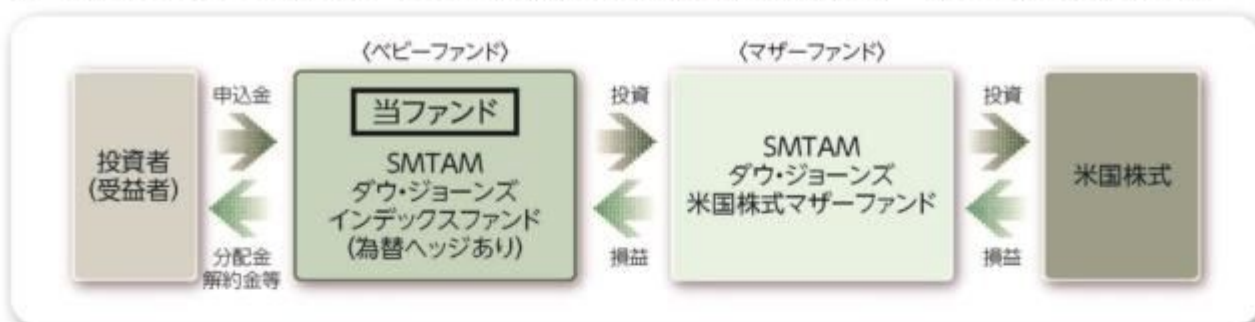 〈ベビーファンド〉
〈マザーファンド〉
投資者
(受益者)
申込金
分配金
解約金等
当ファンド
SMTAM
ダウ・ジョーンズ
インデックスファンド
(為替ヘッジあり)
投資
損益
SMTAM
ダウ・ジョーンズ
米国株式マザーファンド
投資
損益
米国株式